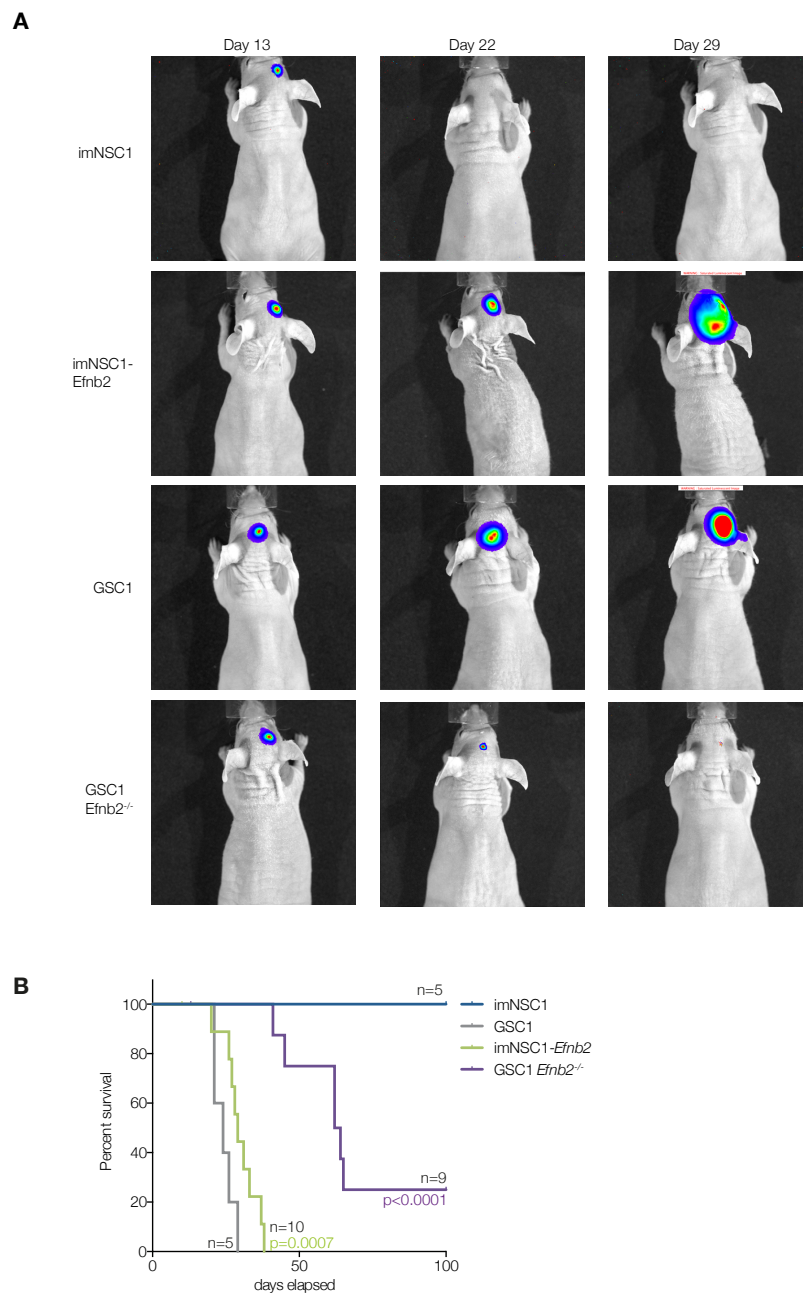 A
Day 13
Day 22
Day 29
imNSC1
imNSC1-
Efnb2
GSC1
GSC1
Efnb2-/-
B
Percent survival
100
80
60
40
20
0
0
50
100
days elapsed
n=5
n=9
p<0.0001
n=10
p=0.0007
n=5
imNSC1
GSC1
imNSC1-Efnb2
GSC1 Efnb2-/-